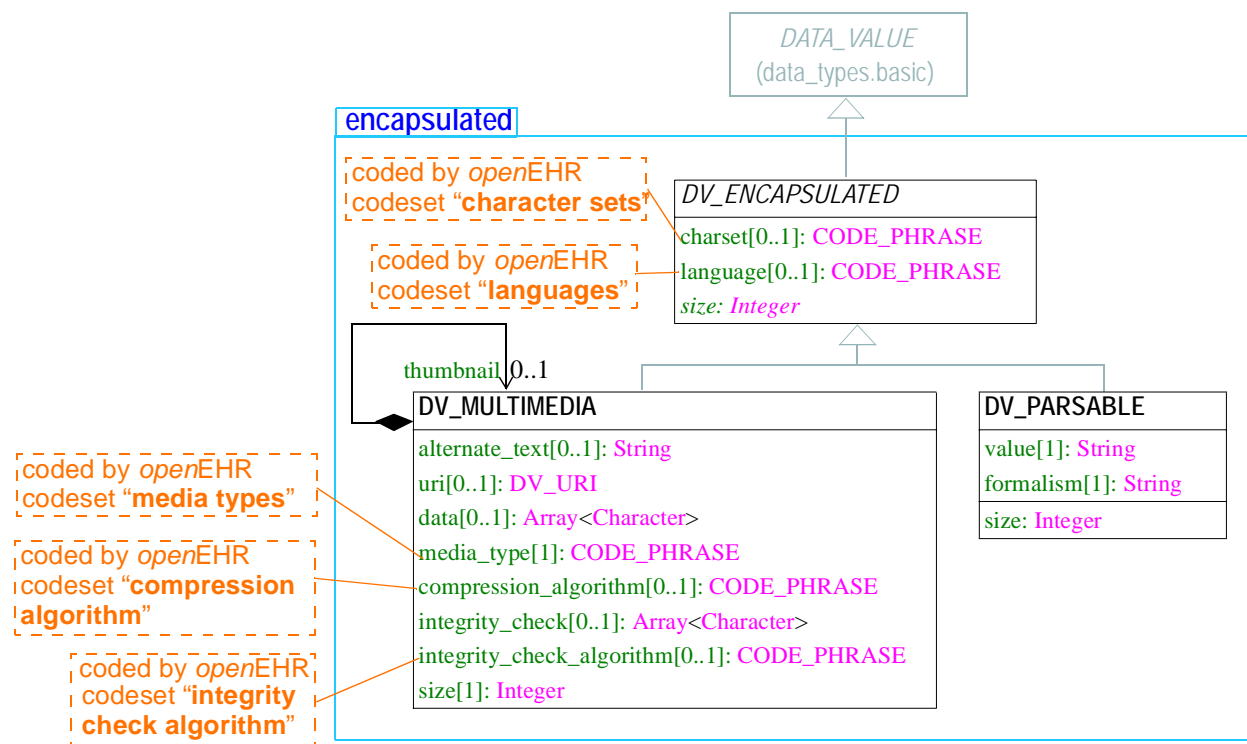 DATA_VALUE
(data_types.basic)
encapsulated
coded by openEHR
codeset “character sets”
DV_ENCAPSULATED
charset[0..1]: CODE_PHRASE
language[0..1]: CODE_PHRASE
size: Integer
coded by openEHR
codeset “languages”
thumbnail 0..1
DV_MULTIMEDIA
alternate_text[0..1]: String
uri[0..1]: DV_URI
data[0..1]: Array<Character>
media_type[1]: CODE_PHRASE
compression_algorithm[0..1]: CODE_PHRASE
integrity_check[0..1]: Array<Character>
integrity_check_algorithm[0..1]: CODE_PHRASE
size[1]: Integer
DV_PARSABLE
value[1]: String
formalism[1]: String
size: Integer
coded by openEHR
codeset “media types”
coded by openEHR
codeset “compression
algorithm”
coded by openEHR
codeset “integrity
check algorithm”